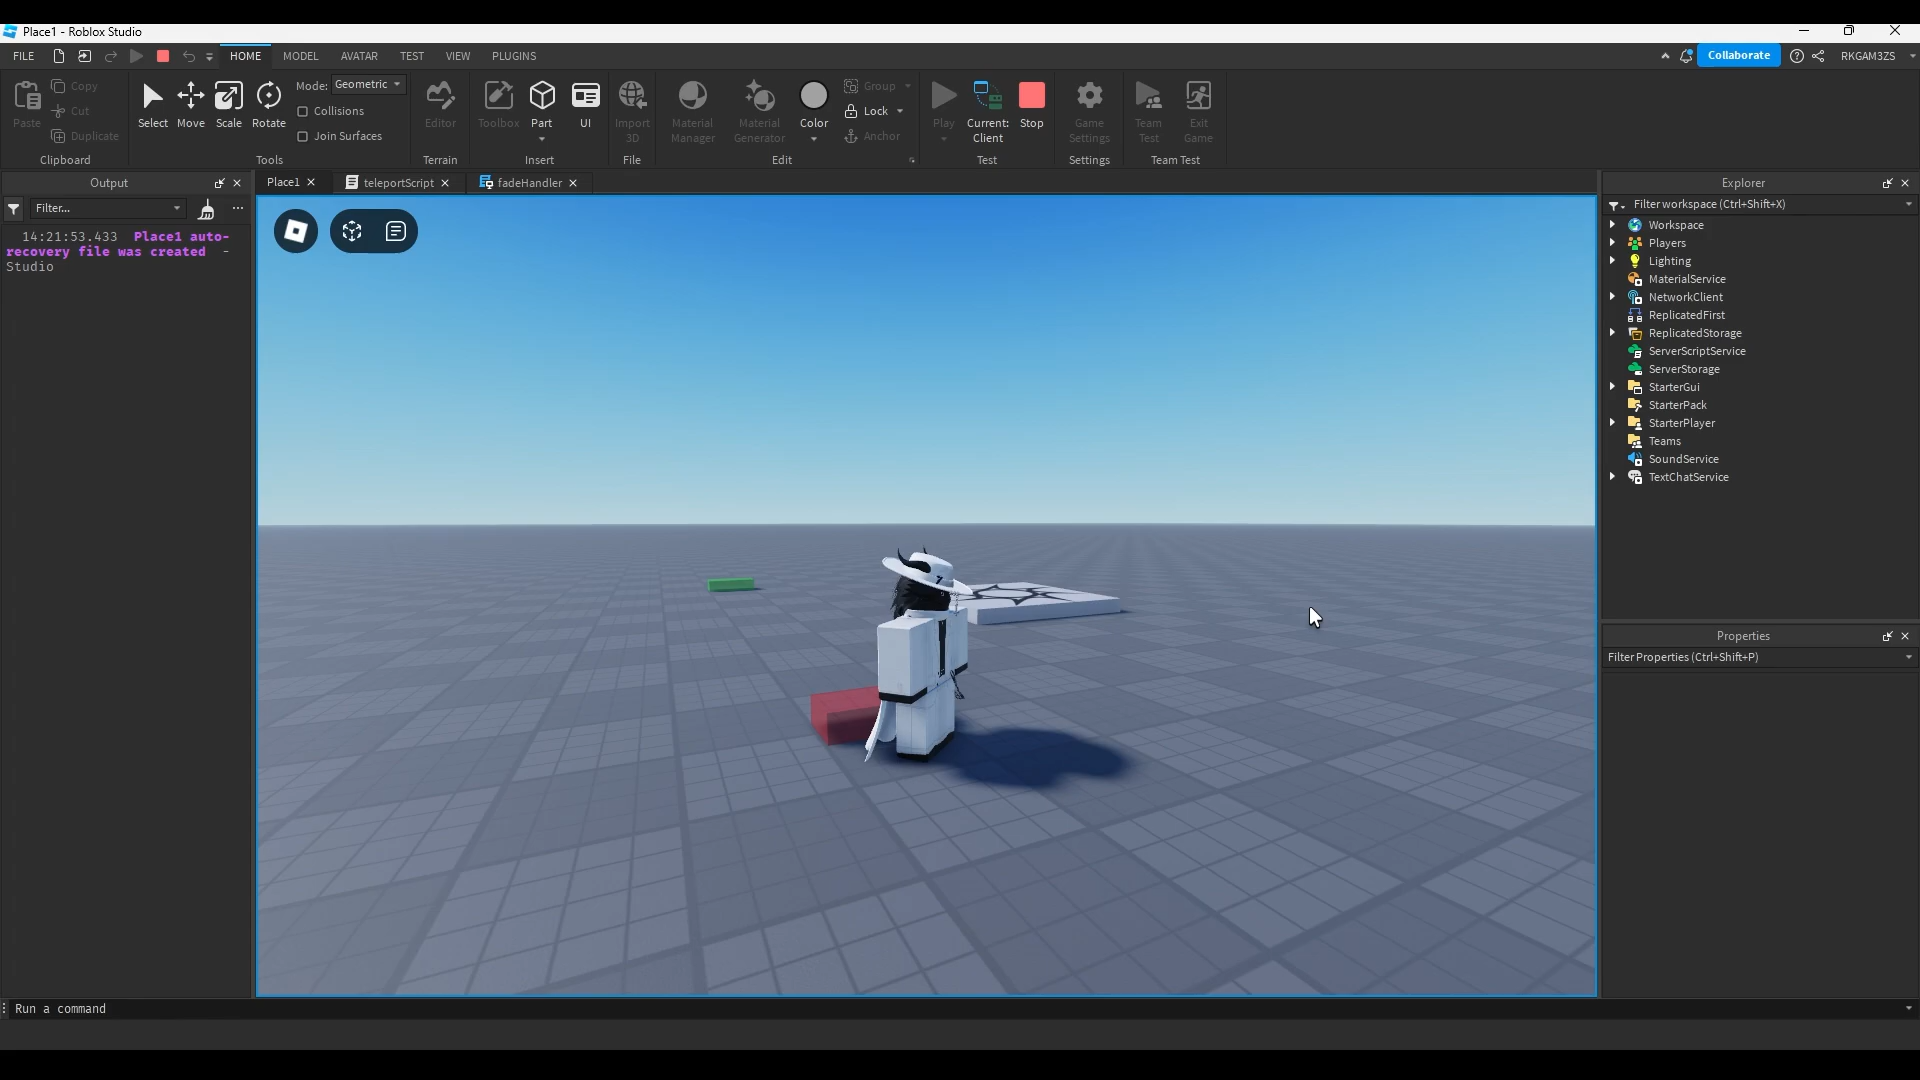 Place1 - Roblox Studio
FILE HOME MODEL AVATAR TEST VIEW PLUGINS Collaborate RKGAM3ZS
Paste
Copy
Cut
Duplicate
Clipboard
Select Move Scale Rotate
Mode: Geometric
Collisions
Join Surfaces
Tools
Editor
Terrain
Toolbox Part UI
Insert
Import
3D
File
Material
Manager
Material
Generator
Color
Group
Lock
Anchor
Edit
Play
Current:
Client
Stop
Test
Game
Settings
Settings
Team
Test
Exit
Game
Team Test
Output
Filter...
14:21:53.433 Place1 auto-
recovery file was created -
Studio
Place1 teleportScript fadeHandler
Explorer
Filter workspace (Ctrl+Shift+X)
Workspace
Players
Lighting
MaterialService
NetworkClient
ReplicatedFirst
ReplicatedStorage
ServerScriptService
ServerStorage
StarterGui
StarterPack
StarterPlayer
Teams
SoundService
TextChatService
Properties
Filter Properties (Ctrl+Shift+P)
Run a command